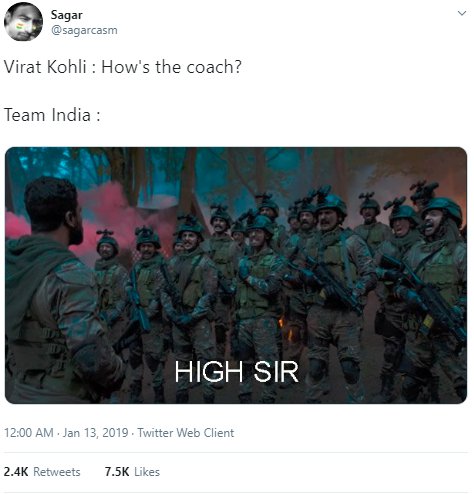 Sagar
@sagarcasm
Virat Kohli : How's the coach?
Team India :
HIGH SIR
12:00 AM · Jan 13, 2019 · Twitter Web Client
2.4K Retweets 7.5K Likes